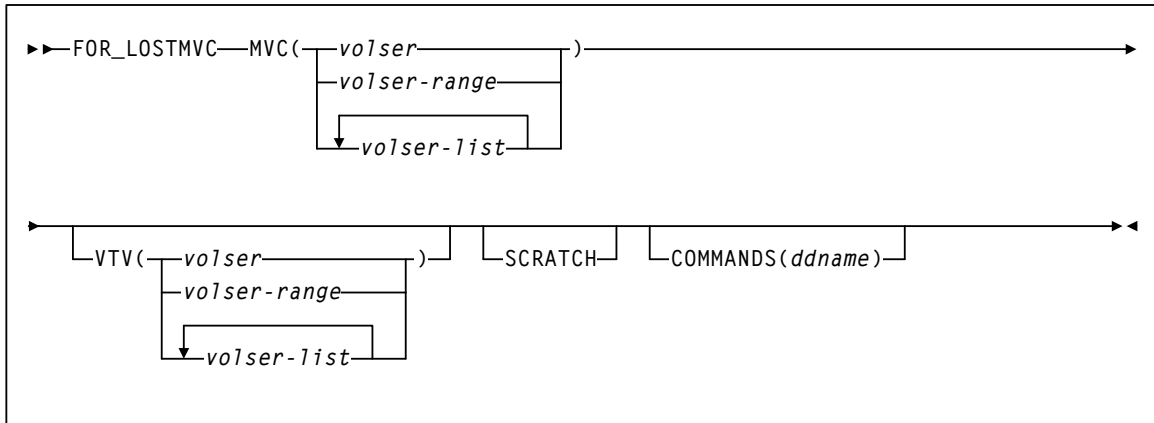 FOR_LOSTMVC MVC( volser )
volser-range
volser-list
VTV( volser ) SCRATCH COMMANDS(ddname)
volser-range
volser-list